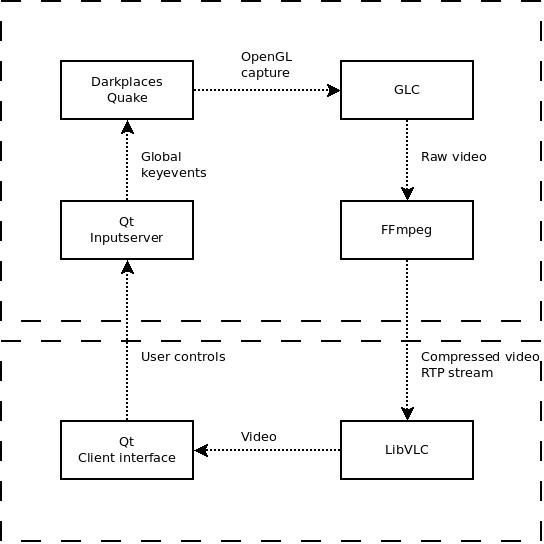 OpenGL
capture
Darkplaces
Quake
GLC
Global
keyevents
Raw video
Qt
Inputserver
FFmpeg
User controls
Compressed video
RTP stream
Qt
Client interface
Video
LibVLC